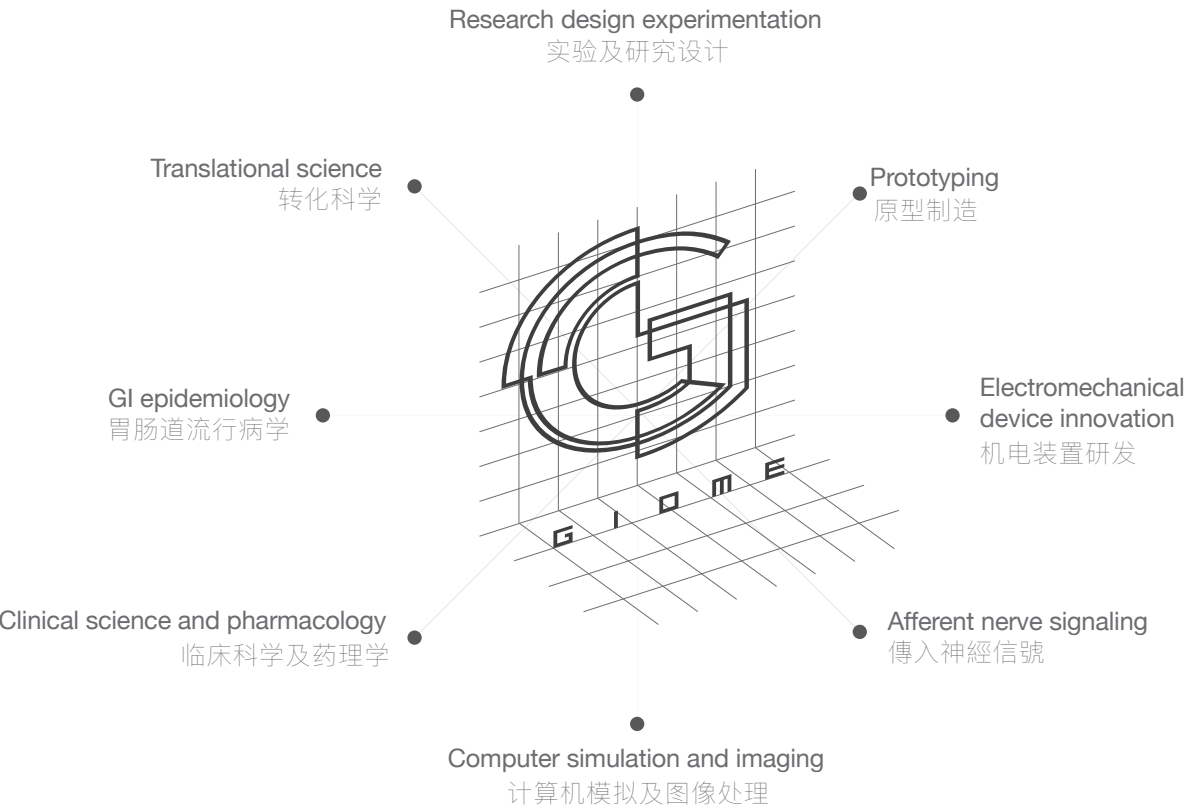 Research design experimentation
实验及研究设计
Translational science
转化科学
Prototyping
原型制造
GI epidemiology
胃肠道流行病学
Electromechanical
device innovation
机电装置研发
G I O M E
Clinical science and pharmacology
临床科学及药理学
Afferent nerve signaling
傳入神經信號
Computer simulation and imaging
计算机模拟及图像处理